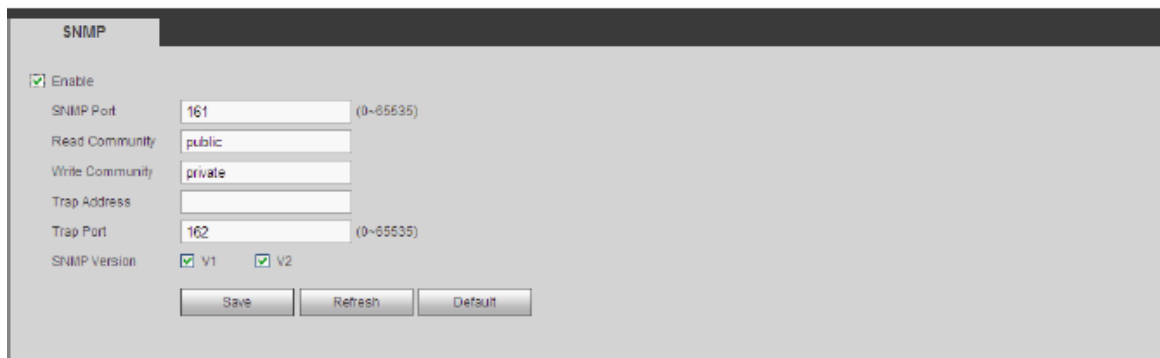 SNMP
Enable
SNMP Port 161 (0~65535)
Read Community public
Write Community private
Trap Address
Trap Port 162 (0~65535)
SNMP Version V1 V2
Save Refresh Default